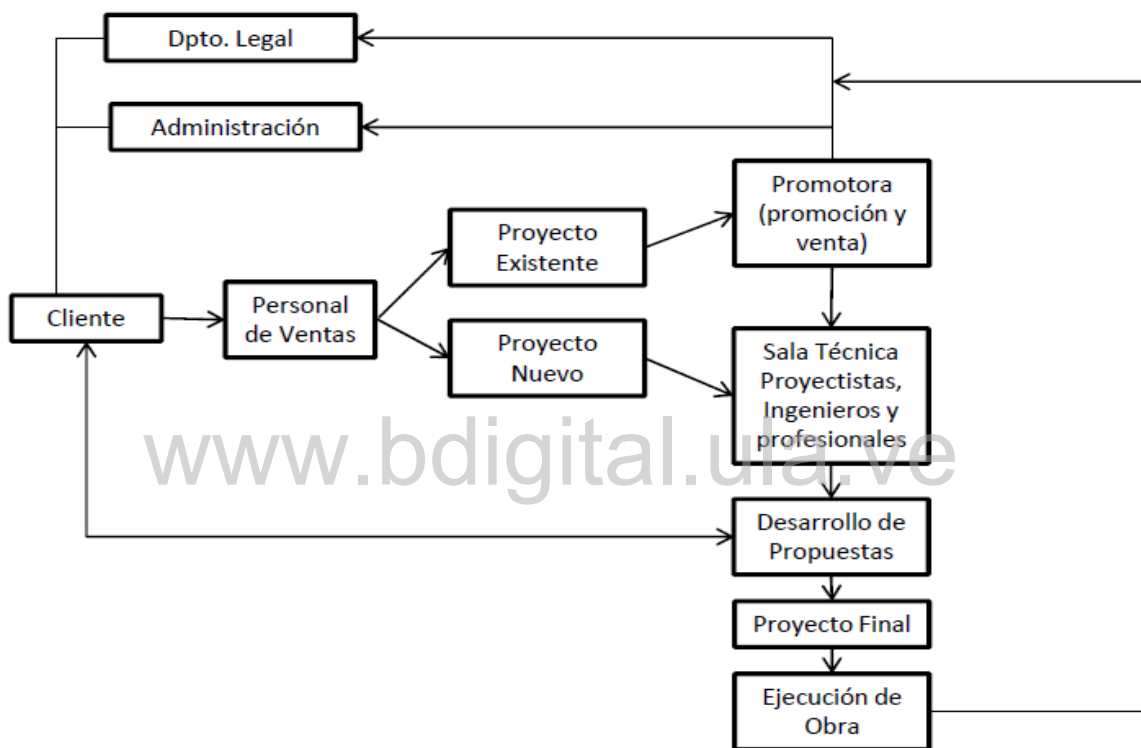 Dpto. Legal
Administración
Promotora
(promoción y
venta)
Proyecto
Existente
Cliente
Personal
de Ventas
Proyecto
Nuevo
Sala Técnica
Proyectistas,
Ingenieros y
profesionales
www.bdigital.ula.ve
Desarrollo de
Propuestas
Proyecto Final
Ejecución de
Obra